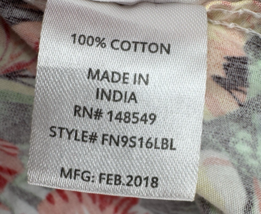 100% COTTON
MADE IN
INDIA
RN# 148549
STYLE# FN9S16LBL
MFG: FEB.2018